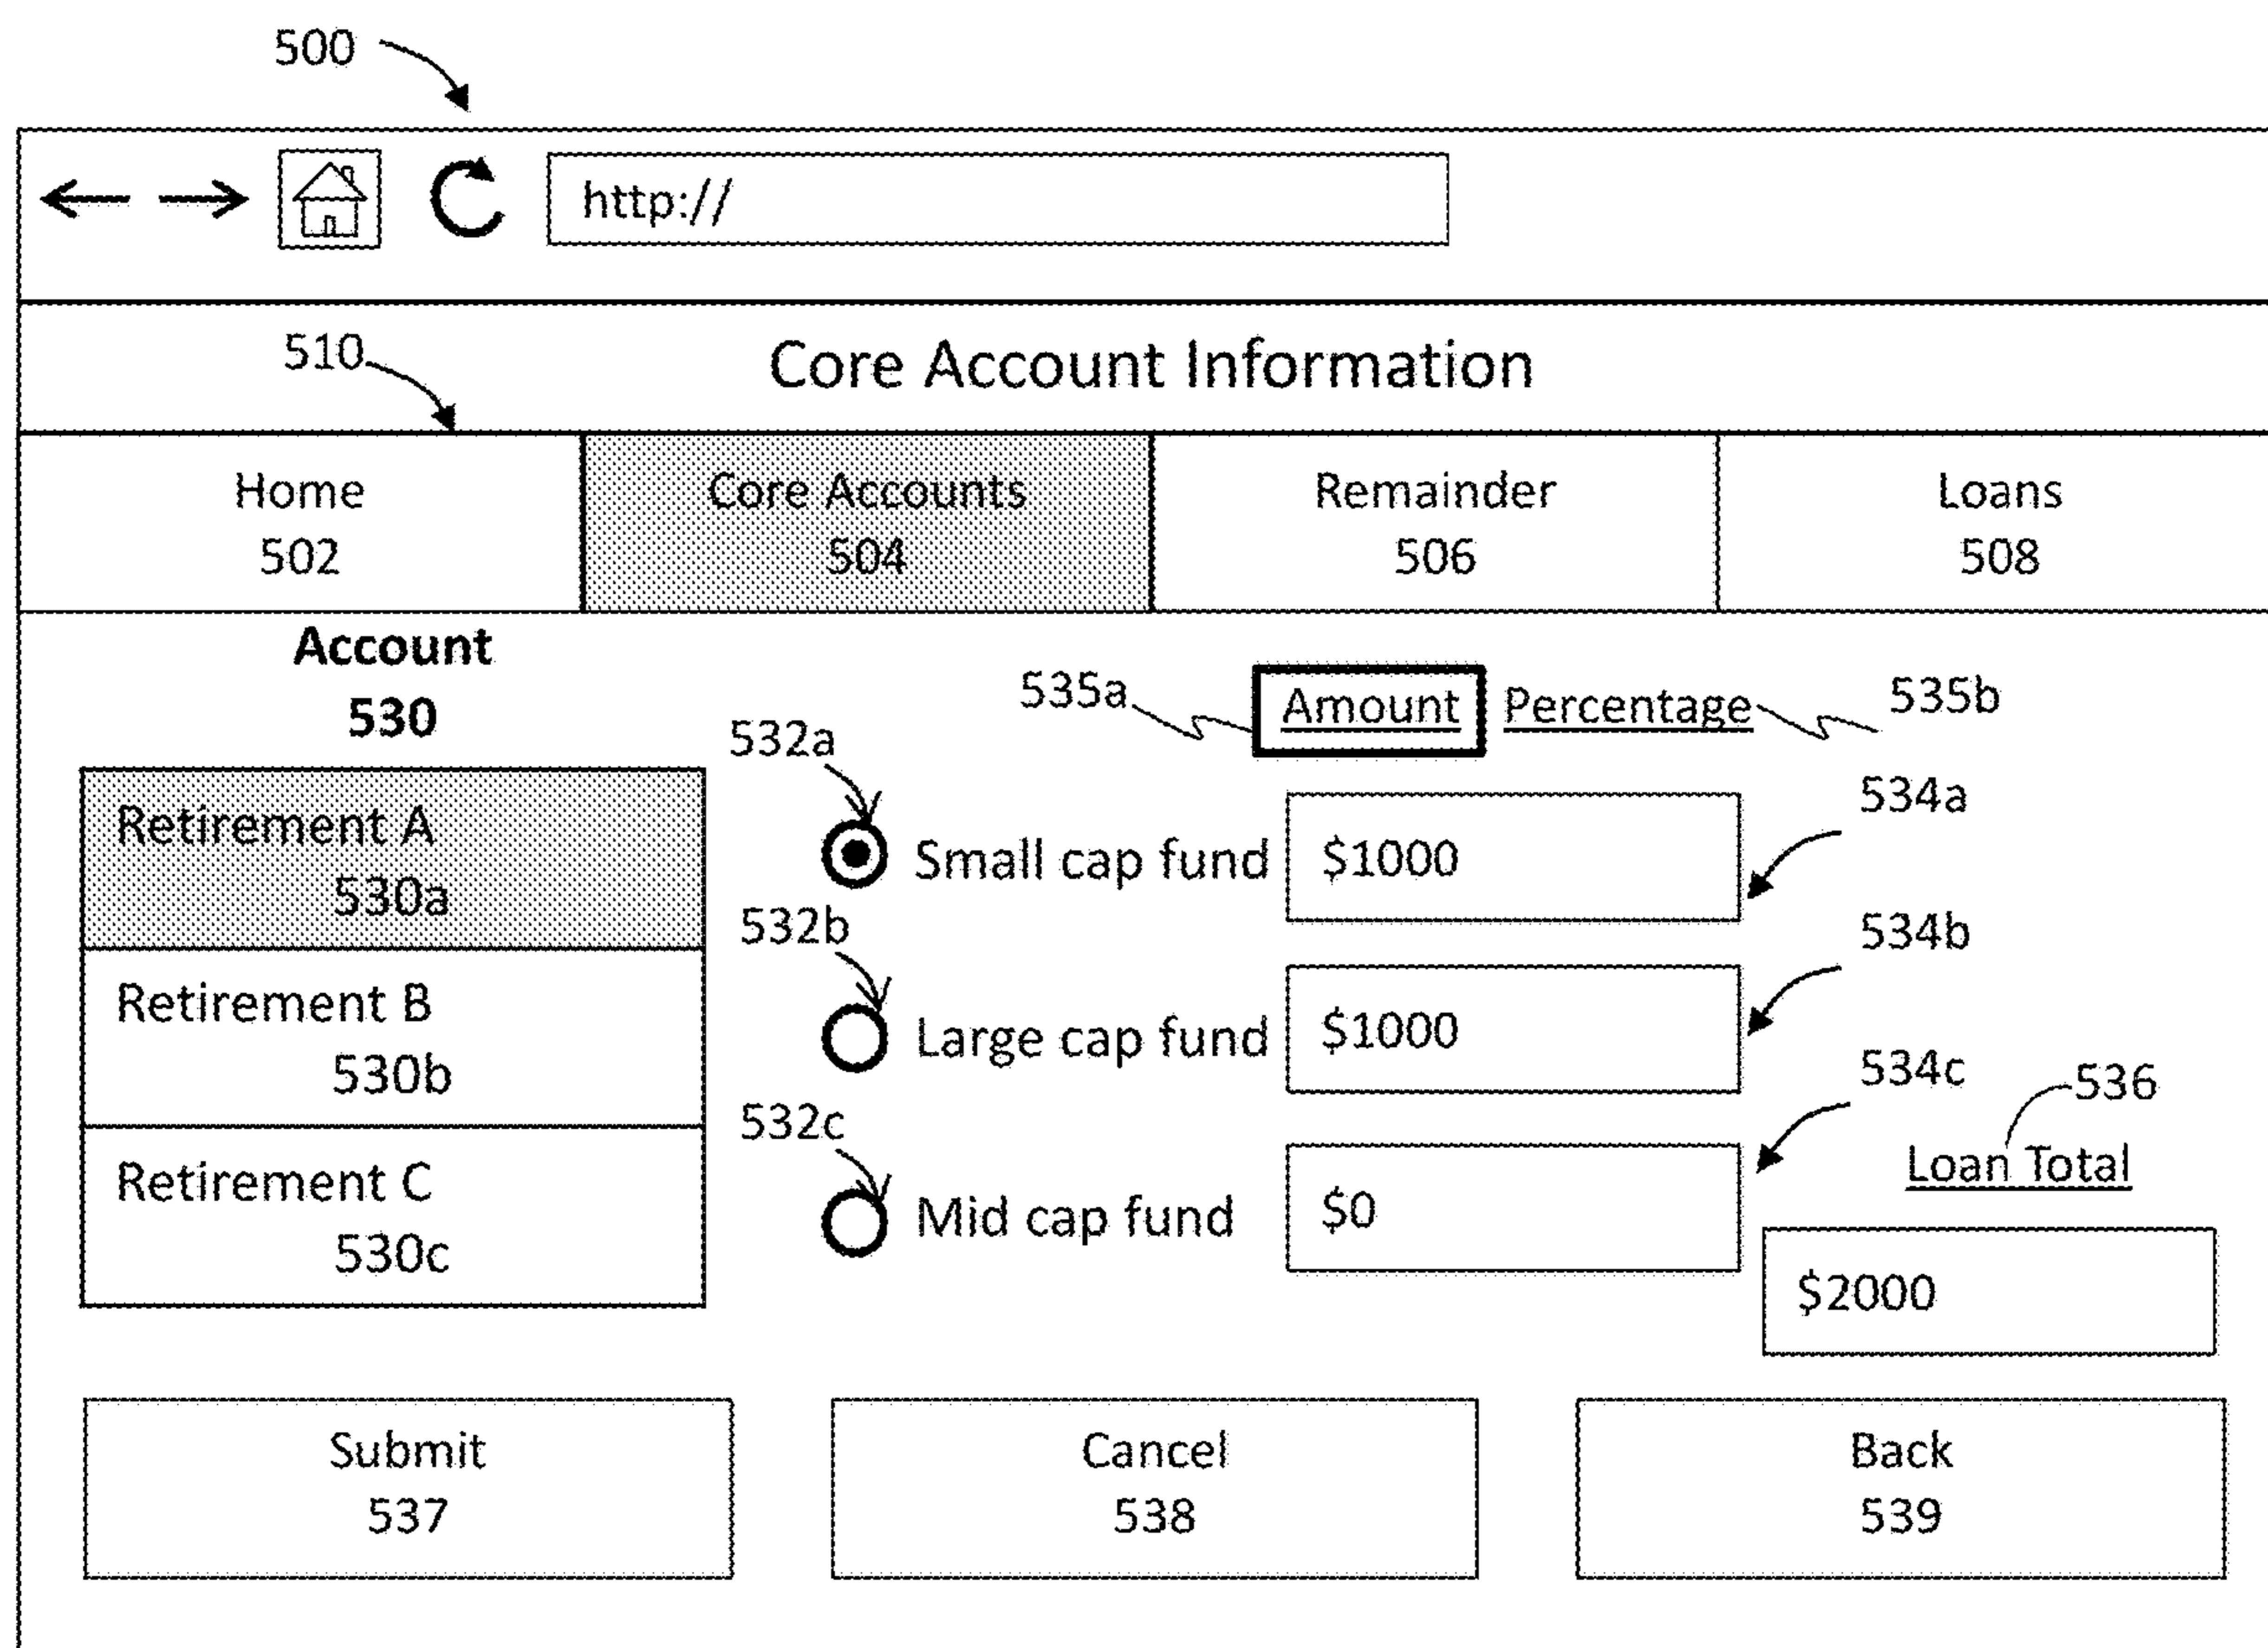 500
http://
510
Core Account Information
Home
502
Core Accounts
504
Remainder
506
Loans
508
Account
530
535a
Amount
Percentage
535b
Retirement A
530a
Retirement B
530b
Retirement C
530c
532a
Small cap fund
$1000
534a
532b
Large cap fund
$1000
534b
532c
Mid cap fund
$0
534c
536
Loan Total
$2000
Submit
537
Cancel
538
Back
539